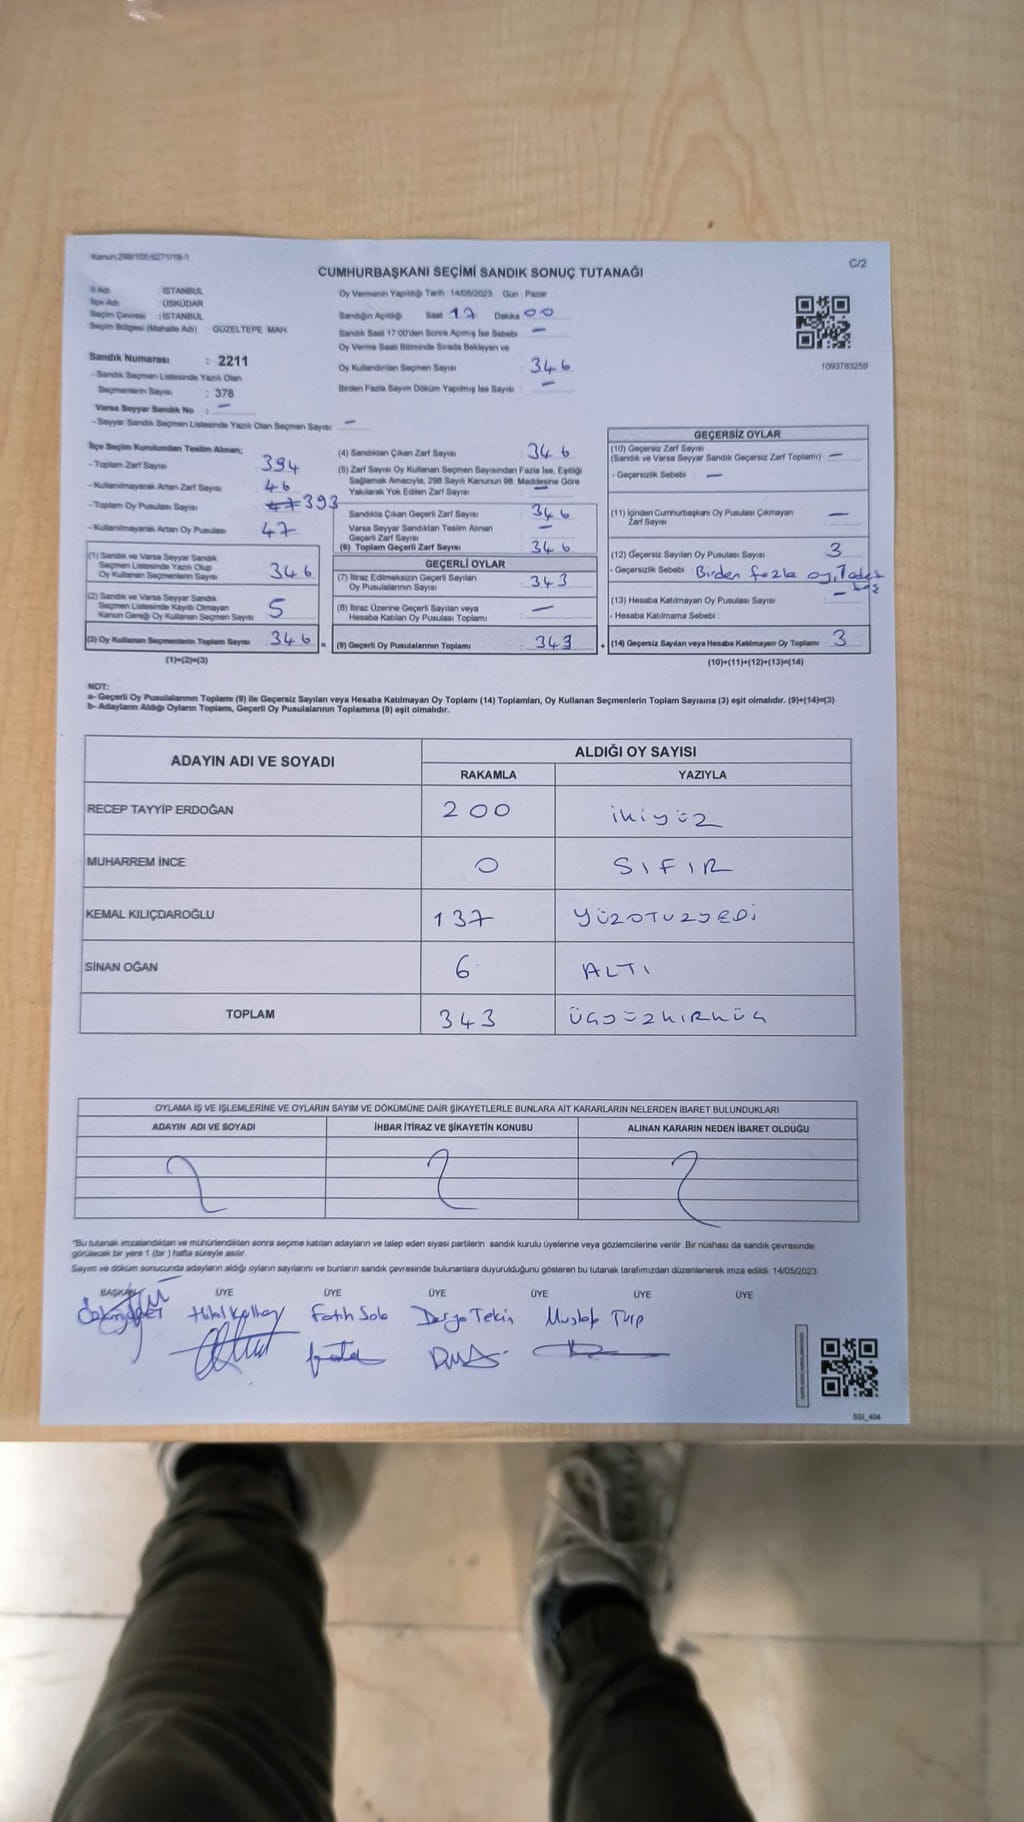 Kanun:298/105/6271/18-1
C/2
CUMHURBAŞKANI SEÇİMİ SANDIK SONUÇ TUTANAĞI
İl Adı : İSTANBUL
İlçe Adı : ÜSKÜDAR
Seçim Çevresi : İSTANBUL
Seçim Bölgesi (Mahalle Adı) : GÜZELTEPE MAH.
Sandık Numarası : 2211
- Sandık Seçmen Listesinde Yazılı Olan
Seçmenlerin Sayısı : 378
Varsa Seyyar Sandık No : -
- Seyyar Sandık Seçmen Listesinde Yazılı Olan Seçmen Sayısı: -
Oy Vermenin Yapıldığı Tarih :14/05/2023 Gün : Pazar
Sandığın Açıldığı Saat 17 Dakika 00
Sandık Saat 17:00'den Sonra Açılmış İse Sebebi : -
Oy Verme Saati Bitiminde Sırada Bekleyen ve
Oy Kullandırılan Seçmen Sayısı : 346
Birden Fazla Sayım Döküm Yapılmış İse Sayısı : -
1093783259
İlçe Seçim Kurulundan Teslim Alınan;
- Toplam Zarf Sayısı 394
- Kullanılmayarak Artan Zarf Sayısı 46
- Toplam Oy Pusulası Sayısı 393
- Kullanılmayarak Artan Oy Pusulası 47
(1) Sandık ve Varsa Seyyar Sandık
Seçmen Listesinde Yazılı Olup
Oy Kullanan Seçmenlerin Sayısı 346
(2) Sandık ve Varsa Seyyar Sandık
Seçmen Listesinde Kayıtlı Olmayan
Kanun Gereği Oy Kullanan Seçmen Sayısı 5
(3) Oy Kullanan Seçmenlerin Toplam Sayısı 346 =
(1)+(2)=(3)
(4) Sandıktan Çıkan Zarf Sayısı 346
(5) Zarf Sayısı Oy Kullanan Seçmen Sayısından Fazla İse, Eşitliği
Sağlamak Amacıyla, 298 Sayılı Kanunun 98. Maddesine Göre
Yakılarak Yok Edilen Zarf Sayısı : -
Sandıkta Çıkan Geçerli Zarf Sayısı 346
Varsa Seyyar Sandıktan Teslim Alınan
Geçerli Zarf Sayısı -
(6) Toplam Geçerli Zarf Sayısı 346
GEÇERLİ OYLAR
(7) İtiraz Edilmeksizin Geçerli Sayılan
Oy Pusulalarının Sayısı : 343
(8) İtiraz Üzerine Geçerli Sayılan veya
Hesaba Katılan Oy Pusulası Toplamı : -
(9) Geçerli Oy Pusulalarının Toplamı : 343 +
GEÇERSİZ OYLAR
(10) Geçersiz Zarf Sayısı
(Sandık ve Varsa Seyyar Sandık Geçersiz Zarf Toplamı) -
- Geçersizlik Sebebi : -
(11) İçinden Cumhurbaşkanı Oy Pusulası Çıkmayan
Zarf Sayısı : -
(12) Geçersiz Sayılan Oy Pusulası Sayısı : 3
- Geçersizlik Sebebi : Birden fazla oy, 1 adet
boş
(13) Hesaba Katılmayan Oy Pusulası Sayısı : -
- Hesaba Katılmama Sebebi :
(14) Geçersiz Sayılan veya Hesaba Katılmayan Oy Toplamı : 3
(10)+(11)+(12)+(13)=(14)
NOT:
a- Geçerli Oy Pusulalarının Toplamı (9) ile Geçersiz Sayılan veya Hesaba Katılmayan Oy Toplamı (14) Toplamları, Oy Kullanan Seçmenlerin Toplam Sayısına (3) eşit olmalıdır. (9)+(14)=(3)
b- Adayların Aldığı Oyların Toplamı, Geçerli Oy Pusulalarının Toplamına (9) eşit olmalıdır.
ADAYIN ADI VE SOYADI
ALDIĞI OY SAYISI
RAKAMLA YAZIYLA
RECEP TAYYİP ERDOĞAN 200 ikiyüz
MUHARREM İNCE 0 SIFIR
KEMAL KILIÇDAROĞLU 137 YÜZOTUZYEDİ
SİNAN OĞAN 6 ALTI
TOPLAM 343 ÜÇYÜZKIRKÜÇ
OYLAMA İŞ VE İŞLEMLERİNE VE OYLARIN SAYIM VE DÖKÜMÜNE DAİR ŞİKAYETLERLE BUNLARA AİT KARARLARIN NELERDEN İBARET BULUNDUKLARI
ADAYIN ADI VE SOYADI İHBAR İTİRAZ VE ŞİKAYETİN KONUSU ALINAN KARARIN NEDEN İBARET OLDUĞU
*Bu tutanak imzalandıktan ve mühürlendikten sonra seçime katılan adayların ve talep eden siyasi partilerin sandık kurulu üyelerine veya gözlemcilerine verilir. Bir nüshası da sandık çevresinde
görülecek bir yere 1 (bir ) hafta süreyle asılır.
Sayım ve döküm sonucunda adayların aldığı oyların sayılarını ve bunların sandık çevresinde bulunanlara duyurulduğunu gösteren bu tutanak tarafımızdan düzenlenerek imza edildi. 14/05/2023
BAŞKAN ÜYE ÜYE ÜYE ÜYE ÜYE ÜYE
Fatih Derya Tekin Mustafa Turp
SSI_404